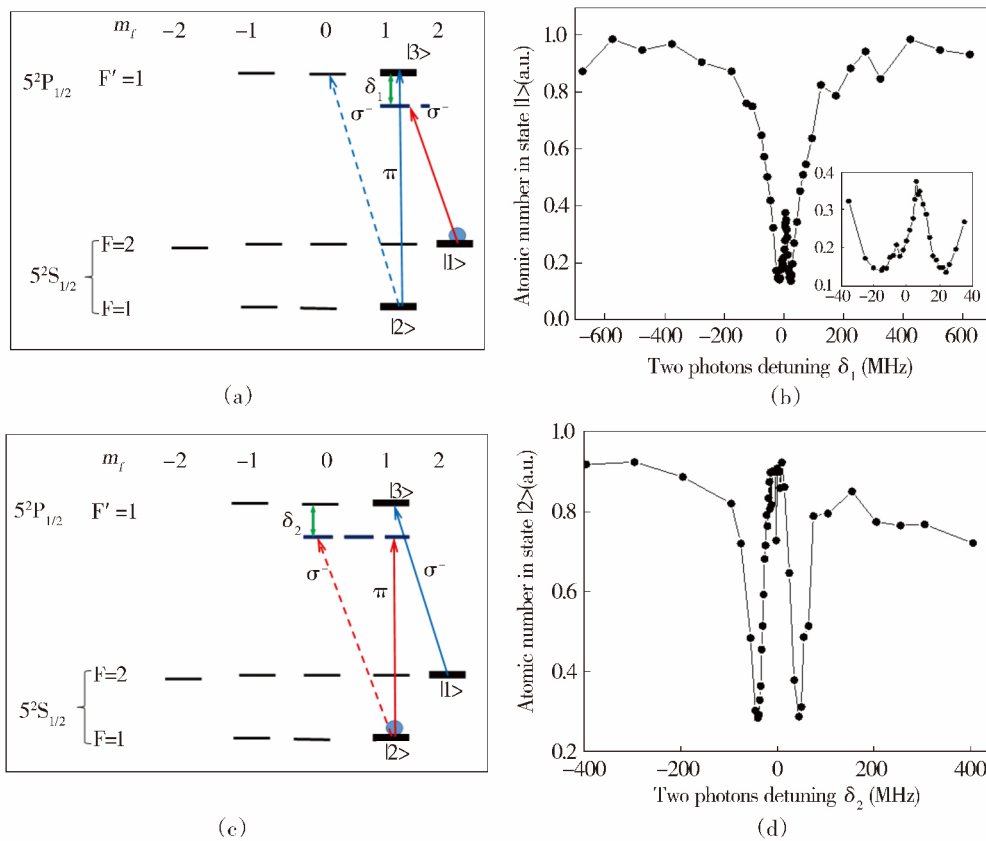 m_f -2 -1 0 1 2
|3>
5²P₁/₂ F′=1
δ₁
σ⁻ σ⁻
π
F=2
|1>
5²S₁/₂
F=1
|2>
(a)
Atomic number in state |1>(a.u.)
1.0
0.8
0.6
0.4
0.2
0.0
-600 -400 -200 0 200 400 600
Two photons detuning δ₁ (MHz)
0.4
0.3
0.2
0.1
-40 -20 0 20 40
(b)
m_f -2 -1 0 1 2
|3>
5²P₁/₂ F′=1
δ₂
σ⁻ σ⁻
π
F=2
|1>
5²S₁/₂
F=1
|2>
(c)
Atomic number in state |2>(a.u.)
1.0
0.8
0.6
0.4
0.2
-400 -200 0 200 400
Two photons detuning δ₂ (MHz)
(d)